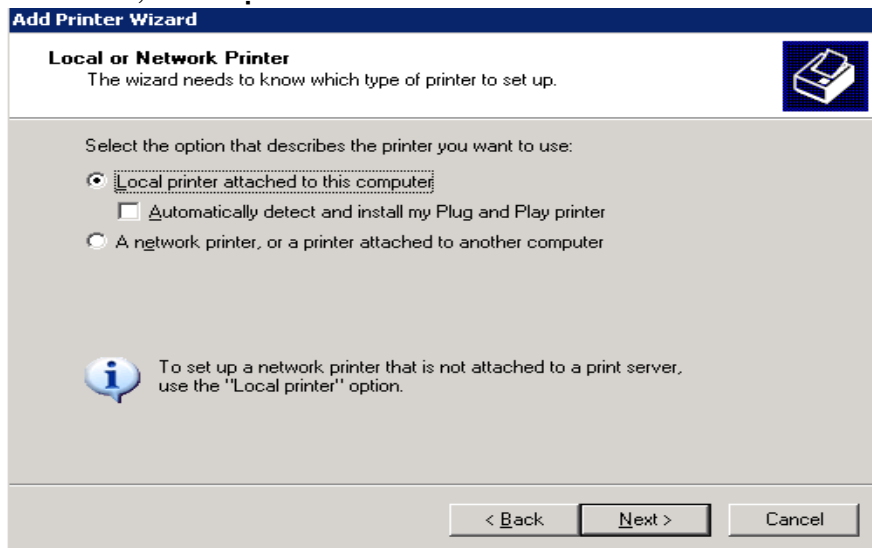 Add Printer Wizard
Local or Network Printer
The wizard needs to know which type of printer to set up.
Select the option that describes the printer you want to use:
Local printer attached to this computer
Automatically detect and install my Plug and Play printer
A network printer, or a printer attached to another computer
To set up a network printer that is not attached to a print server,
use the "Local printer" option.
< Back Next > Cancel